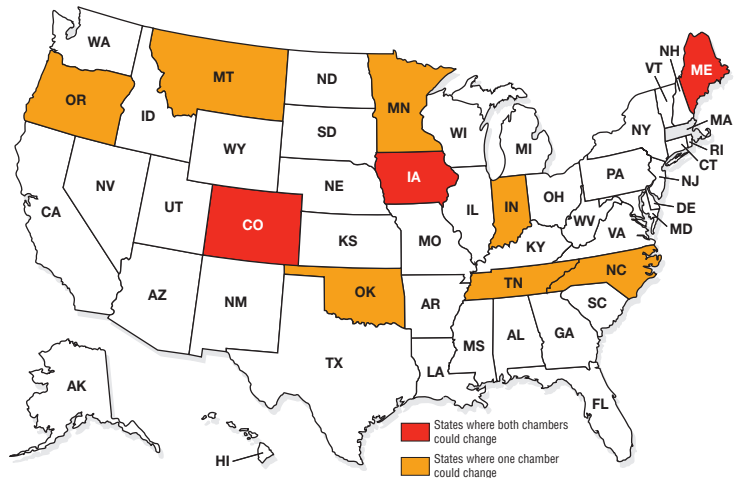 WA
MT
ND
MN
OR
ID
SD
WI
MI
NH
VT
ME
NY
MA
RI
CT
WY
NV
UT
CO
NE
IA
IL
IN
OH
PA
NJ
DE
MD
WV
VA
CA
KS
MO
KY
AZ
NM
OK
AR
TN
NC
SC
TX
LA
MS
AL
GA
FL
AK
HI
States where both chambers
could change
States where one chamber
could change